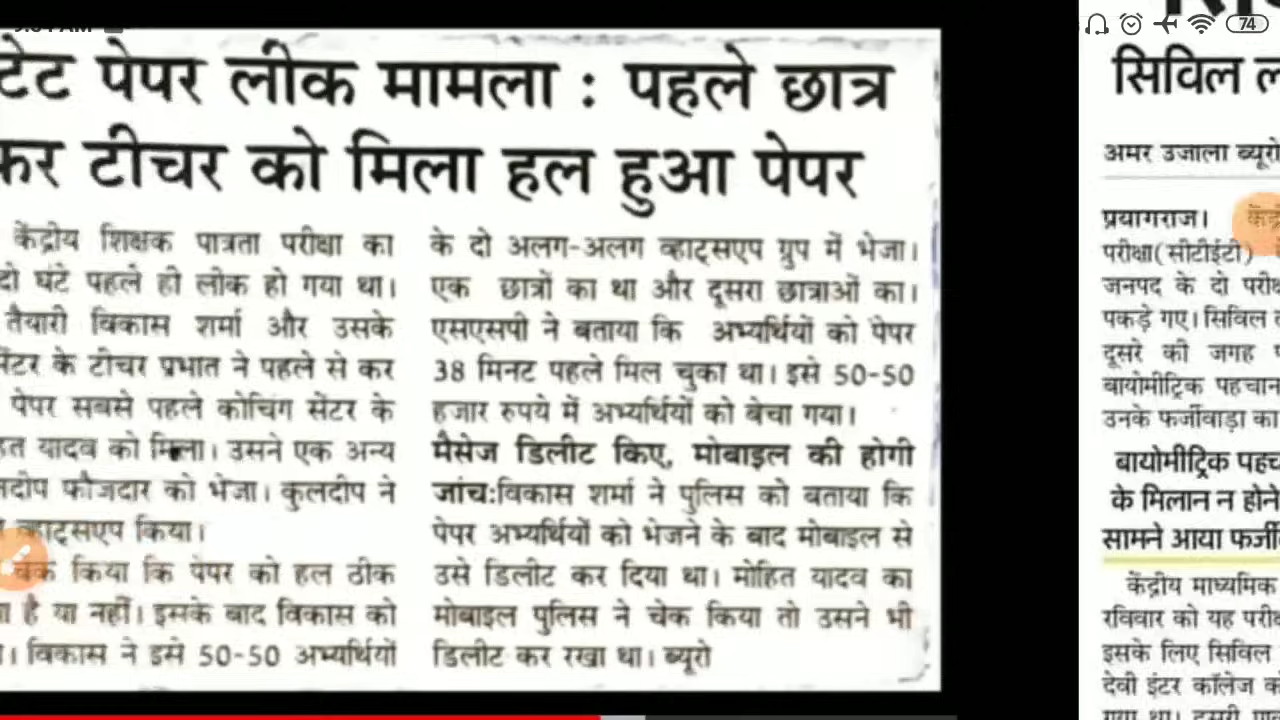 74
टेट पेपर लीक मामला : पहले छात्र
कर टीचर को मिला हल हुआ पेपर
केंद्रीय शिक्षक पात्रता परीक्षा का
दो घंटे पहले ही लीक हो गया था।
तैयारी विकास शर्मा और उसके
सेंटर के टीचर प्रभात ने पहले से कर
पेपर सबसे पहले कोचिंग सेंटर के
यादव को मिला। उसने एक अन्य
फौजदार को भेजा। कुलदीप ने
व्हाट्सएप किया।
चेक किया कि पेपर को हल ठीक
है या नहीं। इसके बाद विकास को
। विकास ने इसे 50-50 अभ्यर्थियों
के दो अलग-अलग व्हाट्सएप ग्रुप में भेजा।
एक छात्रों का था और दूसरा छात्राओं का।
एसएसपी ने बताया कि अभ्यर्थियों को पेपर
38 मिनट पहले मिल चुका था। इसे 50-50
हजार रुपये में अभ्यर्थियों को बेचा गया।
मैसेज डिलीट किए, मोबाइल की होगी
जांच:विकास शर्मा ने पुलिस को बताया कि
पेपर अभ्यर्थियों को भेजने के बाद मोबाइल से
उसे डिलीट कर दिया था। मोहित यादव का
मोबाइल पुलिस ने चेक किया तो उसने भी
डिलीट कर रखा था। ब्यूरो
सिविल ल
अमर उजाला ब्यूरो
प्रयागराज।
परीक्षा(सीटीईटी)
जनपद के दो परीक्ष
पकड़े गए। सिविल
दूसरे की जगह
बायोमीट्रिक पहचान
उनके फर्जीवाड़ा का
बायोमीट्रिक पहच
के मिलान न होने
सामने आया फर्जी
केंद्रीय माध्यमिक
रविवार को यह परीक्ष
इसके लिए सिविल
देवी इंटर कॉलेज को